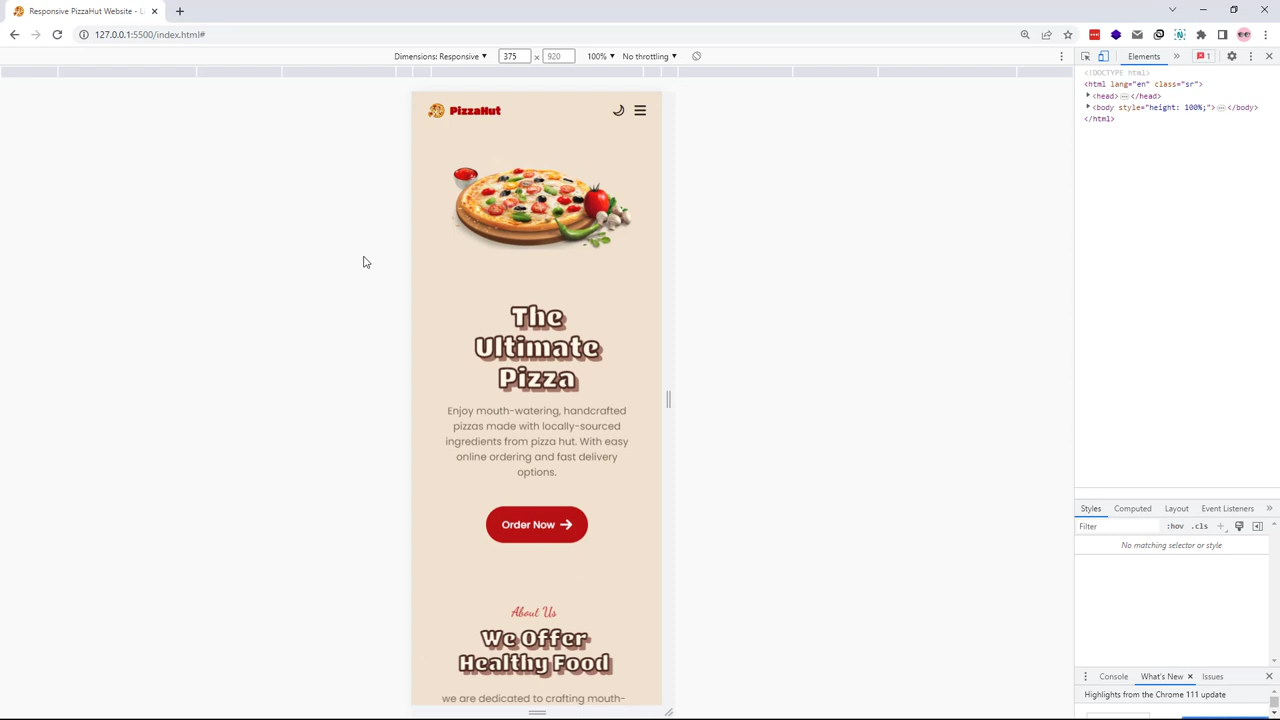 Responsive PizzaHut Website - L
127.0.0.1:5500/index.html#
Dimensions: Responsive 375 × 920 100% No throttling
Elements
1
<!DOCTYPE html>
<html lang="en" class="sr">
<head> … </head>
<body style="height: 100%;"> … </body>
</html>
PizzaHut
The
Ultimate
Pizza
Enjoy mouth-watering, handcrafted
pizzas made with locally-sourced
ingredients from pizza hut. With easy
online ordering and fast delivery
options.
Order Now
About Us
We Offer
Healthy Food
we are dedicated to crafting mouth-
Styles Computed Layout Event Listeners
Filter :hov .cls
No matching selector or style
Console What's New Issues
Highlights from the Chrome 111 update